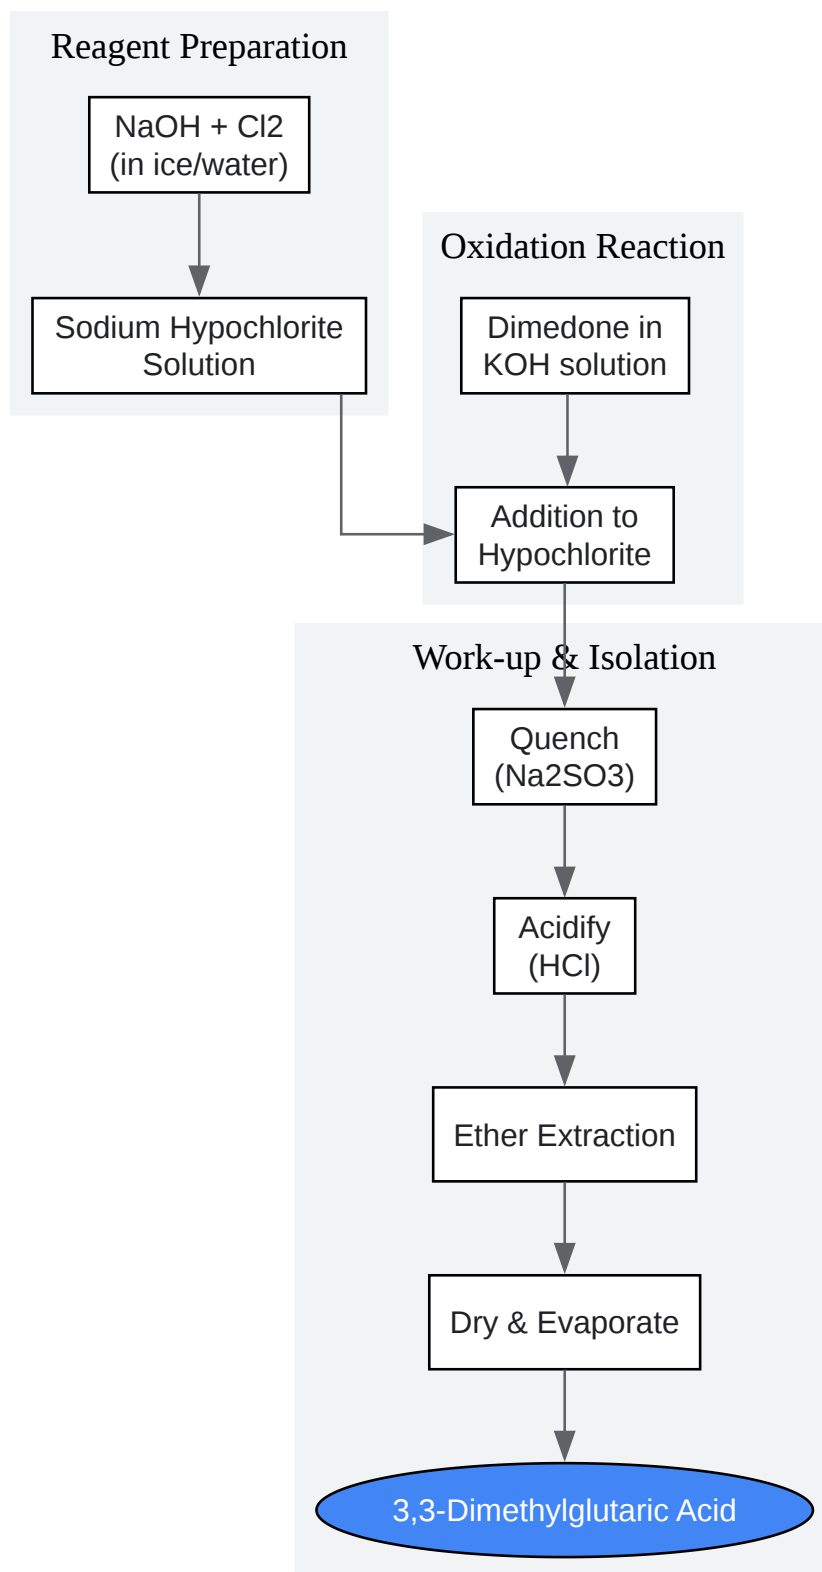 Reagent Preparation
NaOH + Cl2
(in ice/water)
Sodium Hypochlorite
Solution
Oxidation Reaction
Dimedone in
KOH solution
Addition to
Hypochlorite
Work-up & Isolation
Quench
(Na2SO3)
Acidify
(HCl)
Ether Extraction
Dry & Evaporate
3,3-Dimethylglutaric Acid